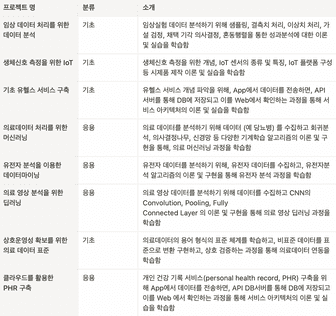 프로젝트 명 분류 소개
임상 데이터 처리를 위한 기초 임상실험 데이터를 분석하기 위해 샘플링, 결측치 처리, 이상치 처리, 가
데이터 분석 설 검정, 채택 기각 의사결정, 혼동행렬을 통한 성과분석에 대한 이론
및 실습을 학습함
생체신호 측정을 위한 IoT 기초 생체신호 측정을 위한 개념, IoT 센서의 종류 및 특징, IoT 플랫폼 구성
등 시제품 제작 이론 및 실습을 학습함
기초 유헬스 서비스 구축 기초 유헬스 서비스 개념 파악을 위해, App에서 데이터를 전송하면, API
서버를 통해 DB에 저장되고 이를 Web에서 확인하는 과정을 통해 서
비스 아키텍처의 이론 및 실습을 학습함
의료데이터 처리를 위한 응용 의료 데이터를 분석하기 위해 데이터 (예 당뇨병) 를 수집하고 회귀분
머신러닝 석, 의사결정나무, 신경망 등 다양한 기계학습 알고리즘의 이론 및 구
현을 통해, 의료 머신러닝 과정을 학습함
유전자 분석을 이용한 응용 유전자 데이터를 분석하기 위해, 유전자 데이터를 수집하고, 유전자분
데이터마이닝 석 알고리즘의 이론 및 구현을 통해 유전자 분석 과정을 학습함
의료 영상 분석을 위한 응용 의료 영상 데이터를 분석하기 위해 데이터를 수집하고 CNN의
딥러닝 Convolution, Pooling, Fully
Connected Layer 의 이론 및 구현을 통해 의료 영상 딥러닝 과정을
학습함
상호운영성 확보를 위한 기초 의료데이터의 용어 형식의 표준 체계를 학습하고, 비표준 데이터를 표
의료 데이터 표준 준으로 변환 구현하고, 상호 검증하는 과정을 통해 의료데이터 연동을
학습함
클라우드를 활용한 응용 개인 건강 기록 서비스(personal health record, PHR) 구축을 위
PHR 구축 해 App에서 데이터를 전송하면, API DB서버를 통해 DB에 저장되고
이를 Web 에서 확인하는 과정을 통해 서비스 아키텍처의 이론 및 실
습을 학습함